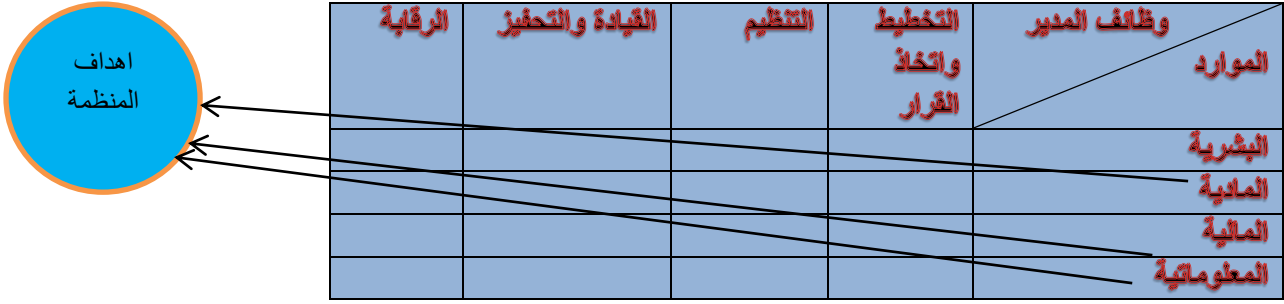 وظائف المدير
الموارد
التخطيط
واتخاذ
القرار
التنظيم
القيادة والتحفيز
الرقابة
البشرية
المادية
المالية
المعلوماتية
اهداف
المنظمة